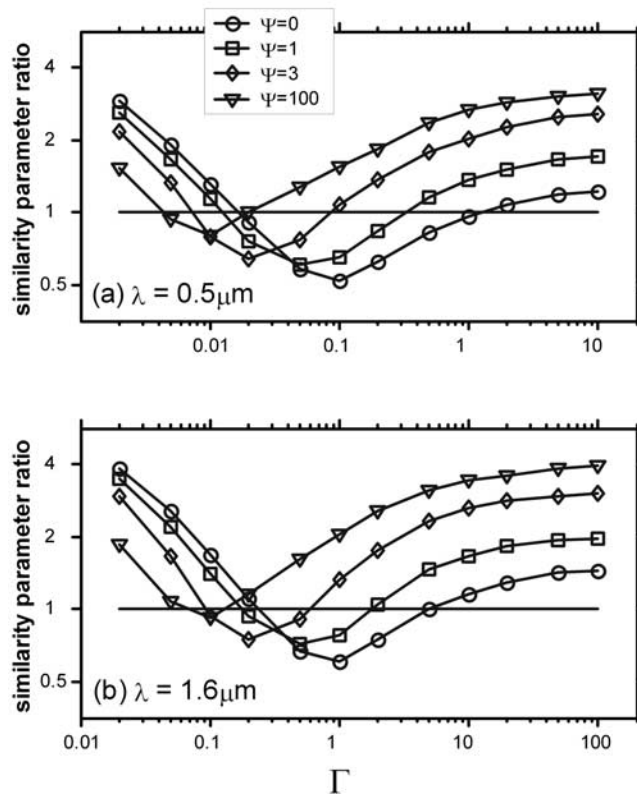 Ψ=0
Ψ=1
Ψ=3
Ψ=100
similarity parameter ratio
4
2
1
0.5
(a) λ = 0.5μm
0.01
0.1
1
10
similarity parameter ratio
4
2
1
0.5
(b) λ = 1.6μm
0.01
0.1
1
10
100
Γ